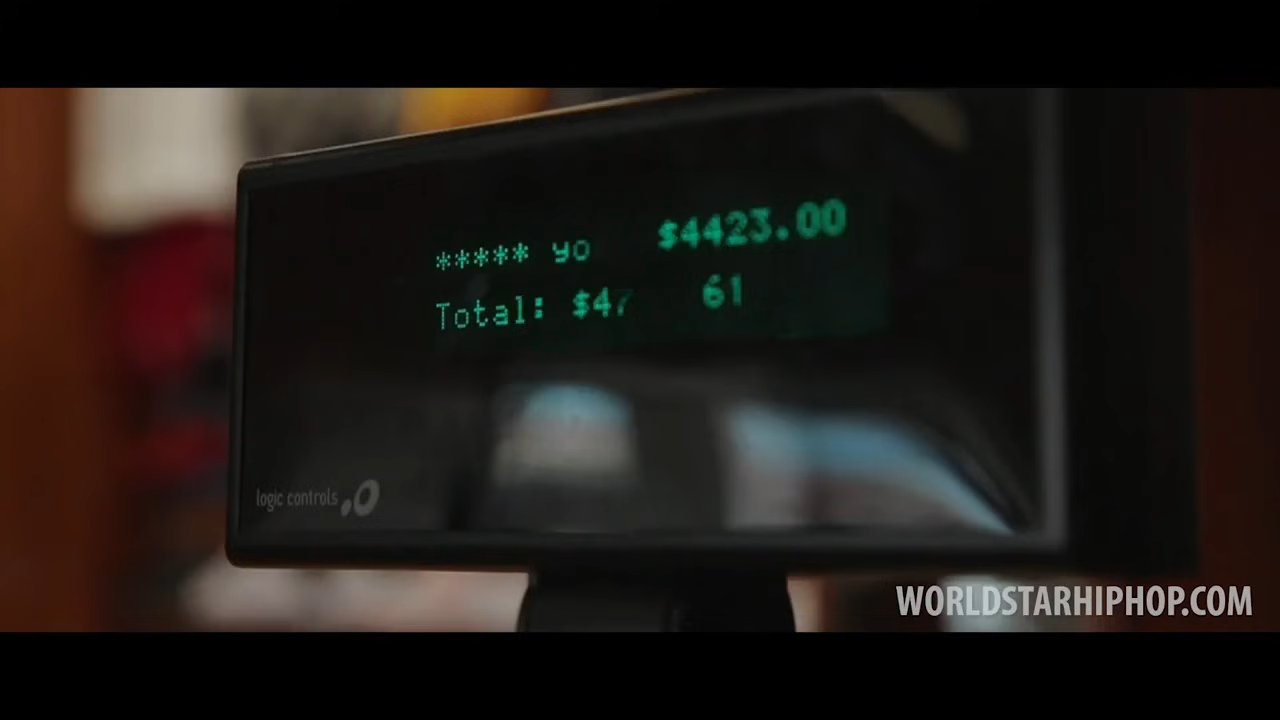 ***** yo $4423.00
Total: $47 61
logic controls
WORLDSTARHIPHOP.COM